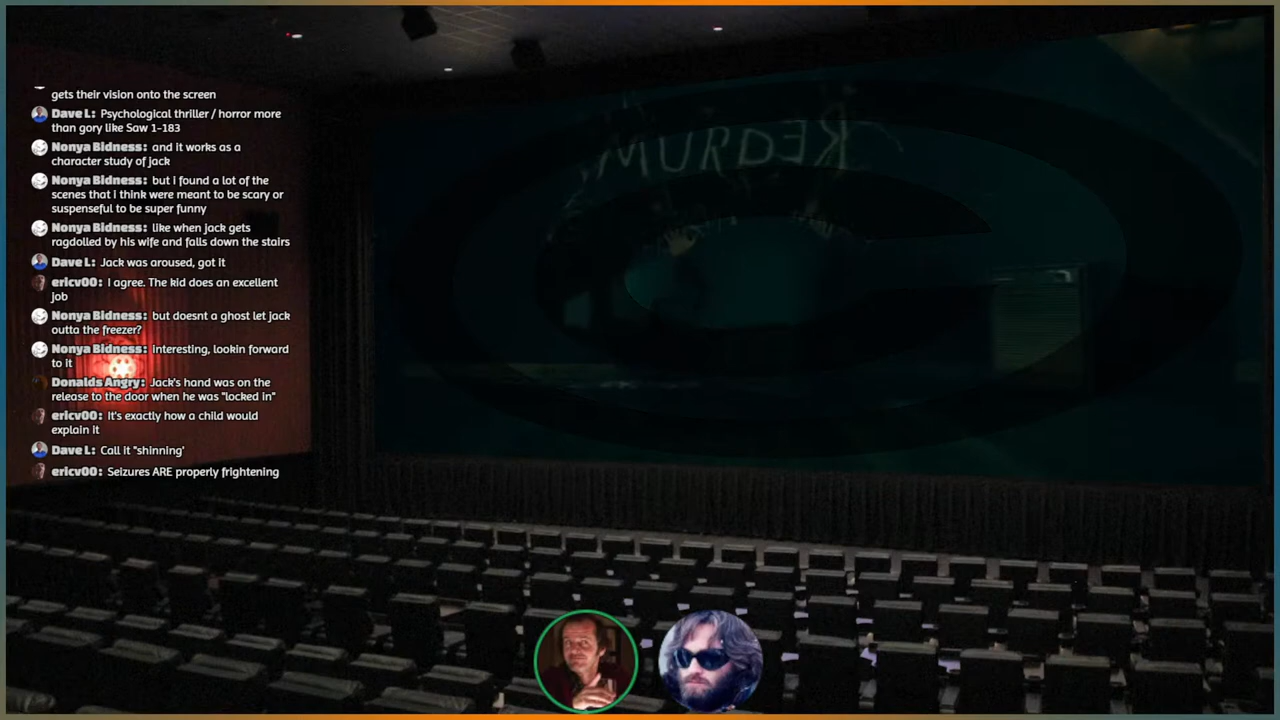 gets their vision onto the screen
Dave L: Psychological thriller / horror more
than gory like Saw 1-183
Nonya Bidness: and it works as a
character study of jack
Nonya Bidness: but i found a lot of the
scenes that i think were meant to be scary or
suspenseful to be super funny
Nonya Bidness: like when jack gets
ragdolled by his wife and falls down the stairs
Dave L: Jack was aroused, got it
ericv00: I agree. The kid does an excellent
job
Nonya Bidness: but doesnt a ghost let jack
outta the freezer?
Nonya Bidness: interesting, lookin forward
to it
Donalds Angry: Jack's hand was on the
release to the door when he was "locked in"
ericv00: It's exactly how a child would
explain it
Dave L: Call it "shinning'
ericv00: Seizures ARE properly frightening
MURDER